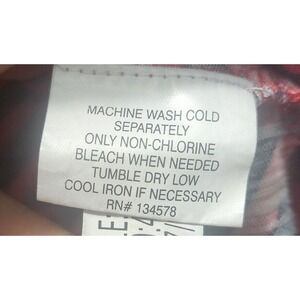 MACHINE WASH COLD
SEPARATELY
ONLY NON-CHLORINE
BLEACH WHEN NEEDED
TUMBLE DRY LOW
COOL IRON IF NECESSARY
RN# 134578